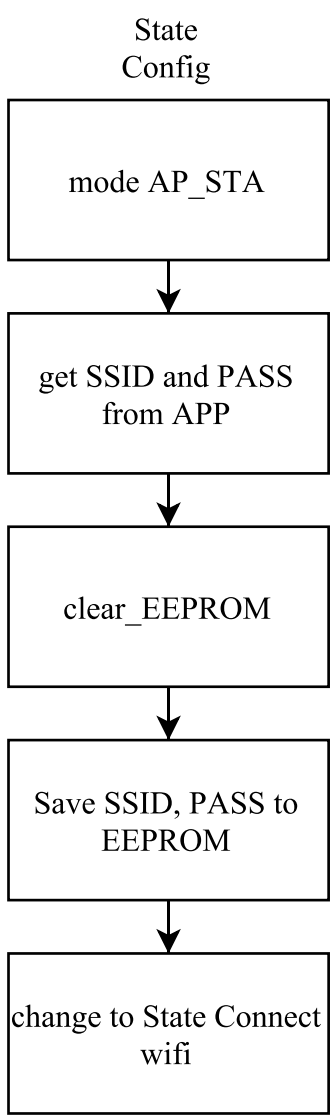 State
Config
mode AP_STA
get SSID and PASS
from APP
clear_EEPROM
Save SSID, PASS to
EEPROM
change to State Connect
wifi